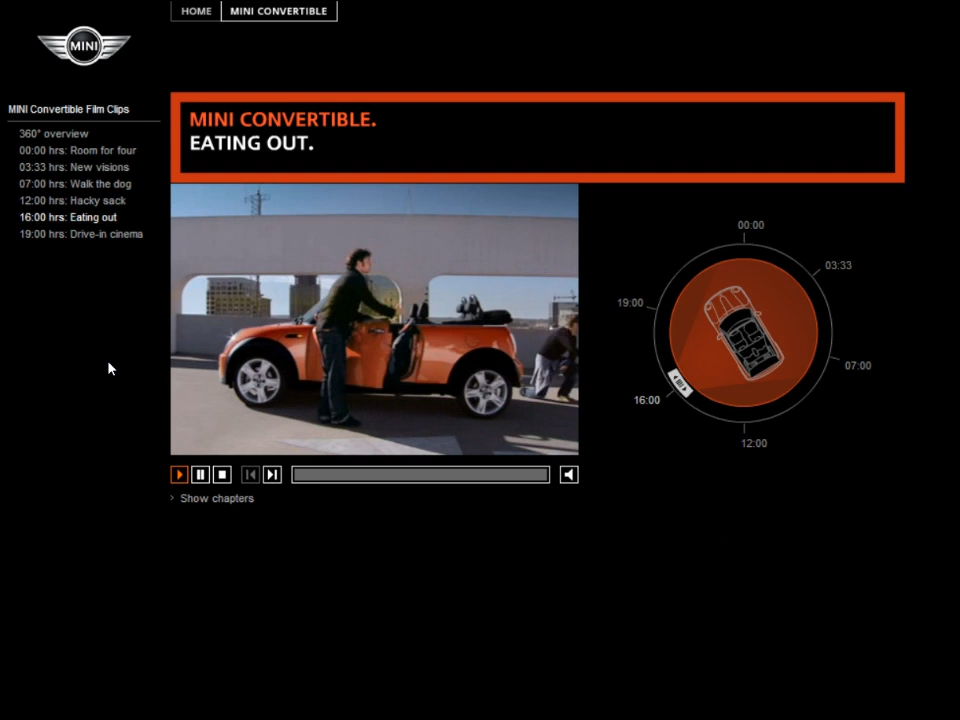 HOME
MINI CONVERTIBLE
MINI
MINI Convertible Film Clips
360° overview
00:00 hrs: Room for four
03:33 hrs: New visions
07:00 hrs: Walk the dog
12:00 hrs: Hacky sack
16:00 hrs: Eating out
19:00 hrs: Drive-in cinema
MINI CONVERTIBLE.
EATING OUT.
00:00
03:33
19:00
07:00
16:00
12:00
› Show chapters